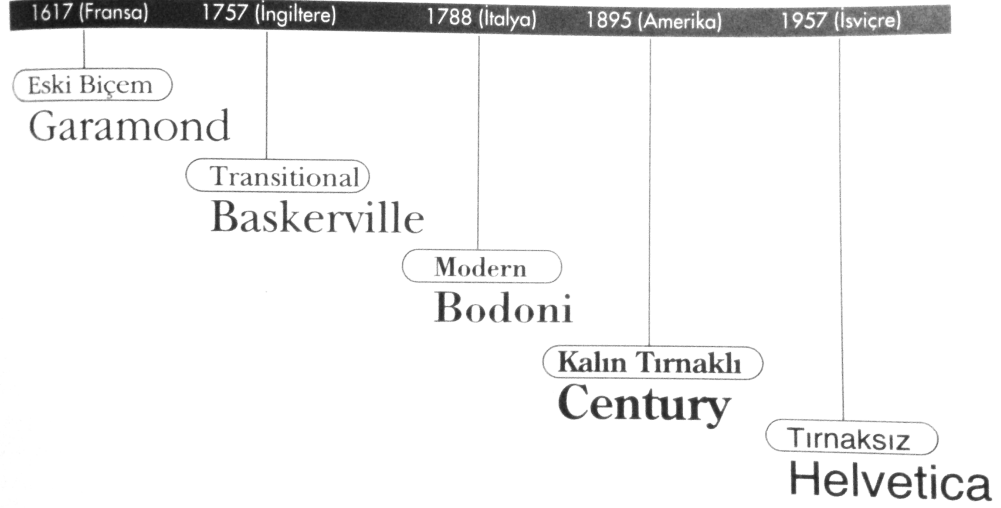 1617 (Fransa) 1757 (İngiltere) 1788 (İtalya) 1895 (Amerika) 1957 (İsviçre)
Eski Biçem
Garamond
Transitional
Baskerville
Modern
Bodoni
Kalın Tırnaklı
Century
Tırnaksız
Helvetica